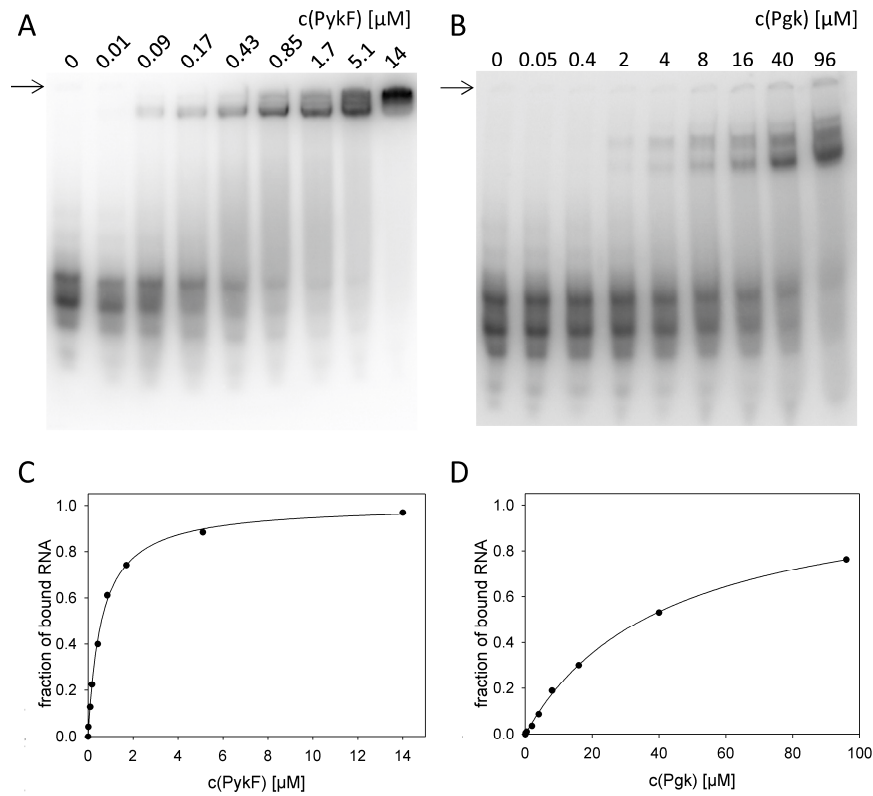 A
c(PykF) [µM]
0 0.01 0.09 0.17 0.43 0.85 1.7 5.1 14
B
c(Pgk) [µM]
0 0.05 0.4 2 4 8 16 40 96
C
1.0
0.8
0.6
0.4
0.2
0.0
fraction of bound RNA
0 2 4 6 8 10 12 14
c(PykF) [µM]
D
1.0
0.8
0.6
0.4
0.2
0.0
fraction of bound RNA
0 20 40 60 80 100
c(Pgk) [µM]